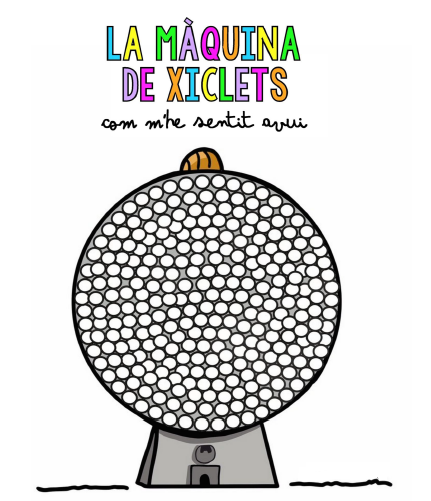 LA MÀQUINA
DE XICLETS
com m'he sentit avui